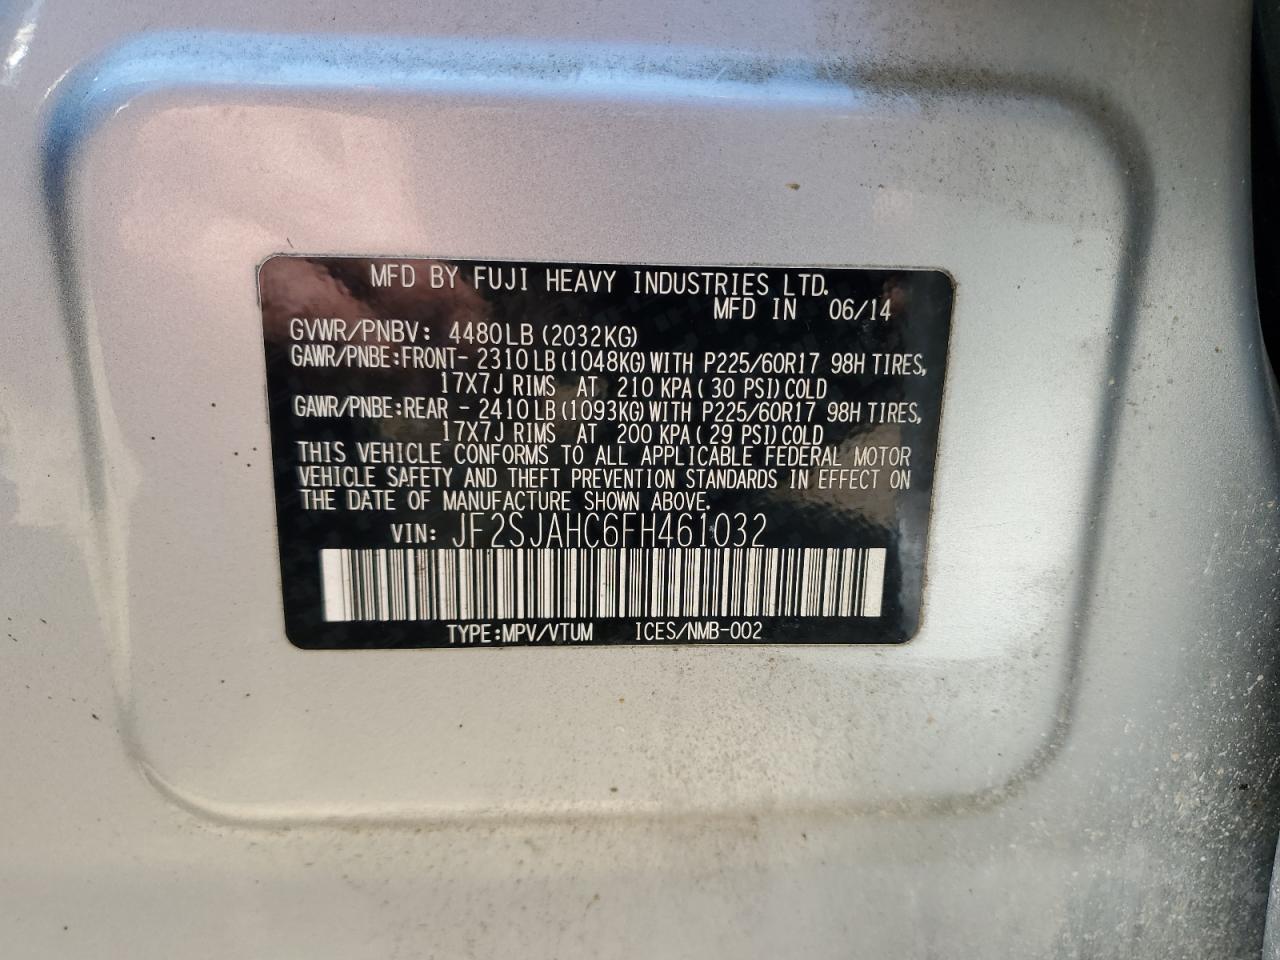 MFD BY FUJI HEAVY INDUSTRIES LTD.
MFD IN 06/14
GVWR/PNBV: 4480LB (2032KG)
GAWR/PNBE:FRONT- 2310LB(1048KG)WITH P225/60R17 98H TIRES,
17X7J RIMS AT 210 KPA( 30 PSI)COLD
GAWR/PNBE:REAR - 2410LB(1093KG)WITH P225/60R17 98H TIRES,
17X7J RIMS AT 200 KPA( 29 PSI)COLD
THIS VEHICLE CONFORMS TO ALL APPLICABLE FEDERAL MOTOR
VEHICLE SAFETY AND THEFT PREVENTION STANDARDS IN EFFECT ON
THE DATE OF MANUFACTURE SHOWN ABOVE.
VIN: JF2SJAHC6FH461032
TYPE:MPV/VTUM ICES/NMB-002